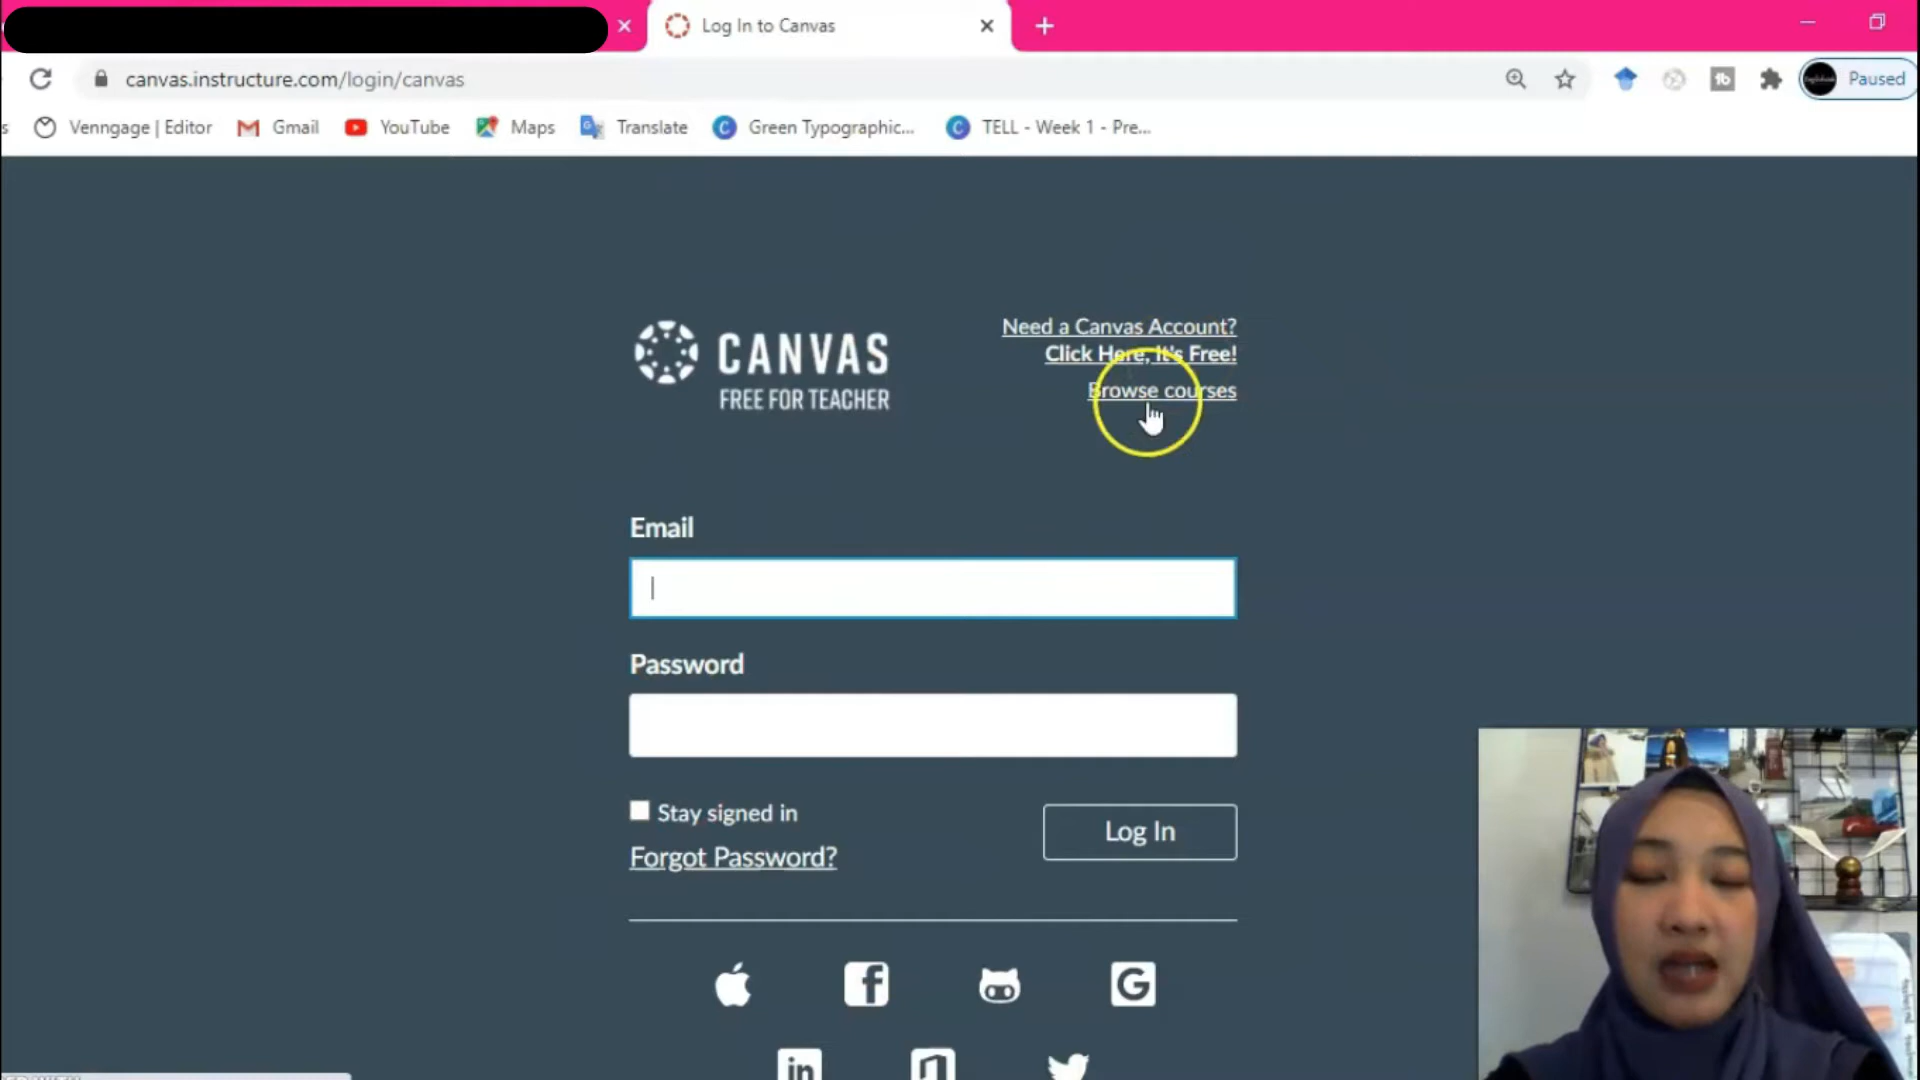 Log In to Canvas
canvas.instructure.com/login/canvas
Paused
s
Venngage | Editor
Gmail
YouTube
Maps
Translate
Green Typographic...
TELL - Week 1 - Pre...
CANVAS
FREE FOR TEACHER
Need a Canvas Account?
Click Here, It's Free!
Browse courses
Email
Password
Stay signed in
Log In
Forgot Password?